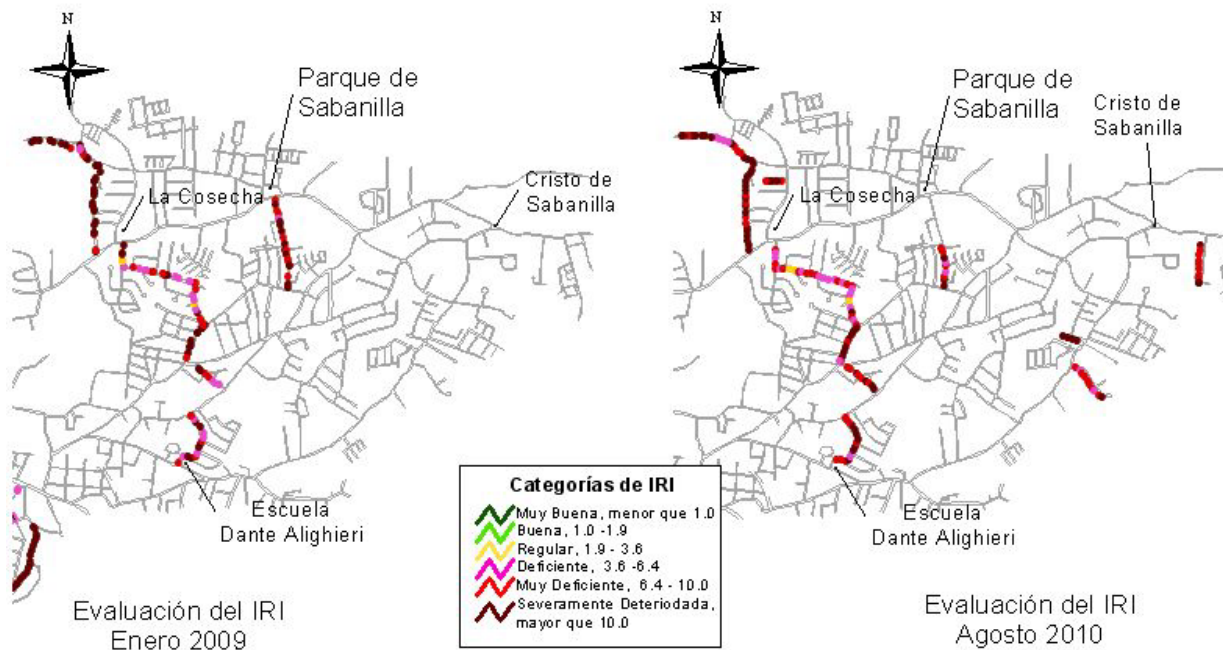 N
Parque de
Sabanilla
La Cosecha
Cristo de
Sabanilla
Escuela
Dante Alighieri
Evaluación del IRI
Enero 2009
Categorías de IRI
Muy Buena, menor que 1.0
Buena, 1.0 -1.9
Regular, 1.9 - 3.6
Deficiente, 3.6 -6.4
Muy Deficiente, 6.4 - 10.0
Severamente Deteriodada,
mayor que 10.0
N
Parque de
Sabanilla
Cristo de
Sabanilla
La Cosecha
Escuela
Dante Alighieri
Evaluación del IRI
Agosto 2010